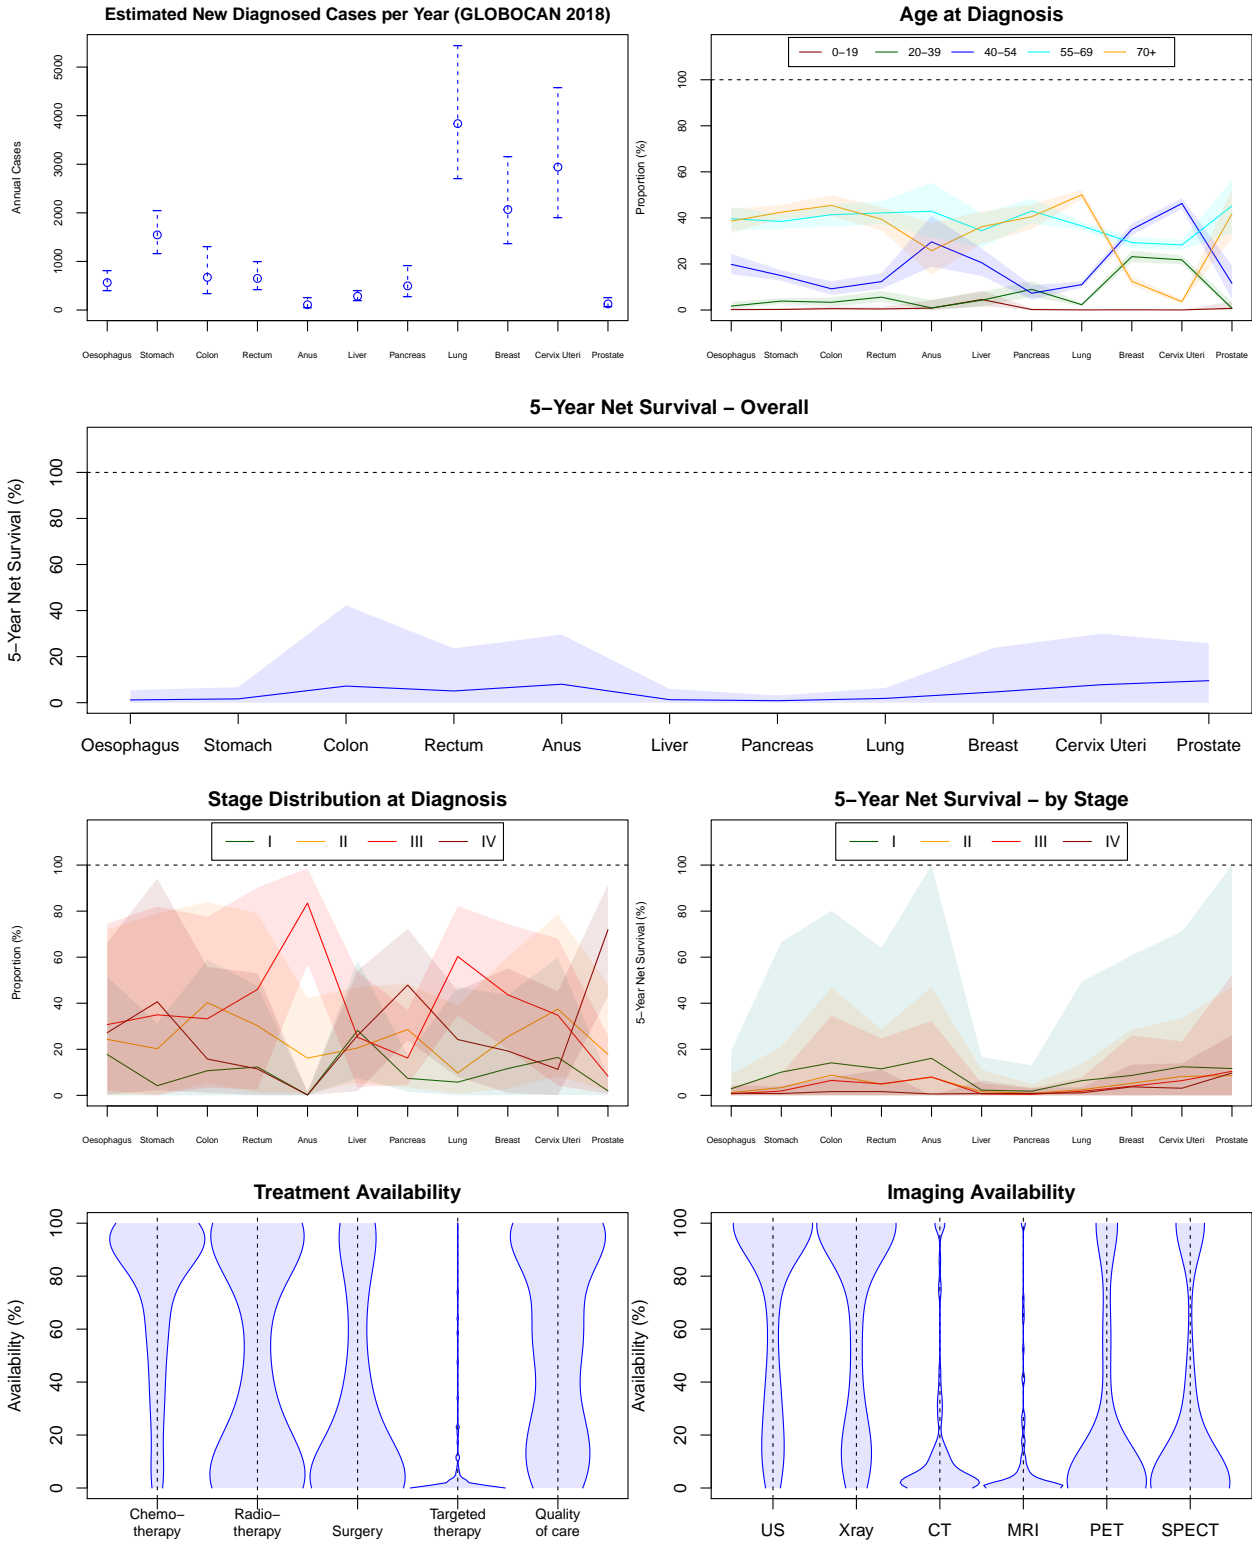 Estimated New Diagnosed Cases per Year (GLOBOCAN 2018)
Annual Cases
0 1000 2000 3000 4000 5000
Oesophagus Stomach Colon Rectum Anus Liver Pancreas Lung Breast Cervix Uteri Prostate
Age at Diagnosis
0−19 20−39 40−54 55−69 70+
Proportion (%)
0 20 40 60 80 100
Oesophagus Stomach Colon Rectum Anus Liver Pancreas Lung Breast Cervix Uteri Prostate
5−Year Net Survival − Overall
5−Year Net Survival (%)
0 20 40 60 80 100
Oesophagus Stomach Colon Rectum Anus Liver Pancreas Lung Breast Cervix Uteri Prostate
Stage Distribution at Diagnosis
I II III IV
Proportion (%)
0 20 40 60 80 100
Oesophagus Stomach Colon Rectum Anus Liver Pancreas Lung Breast Cervix Uteri Prostate
5−Year Net Survival − by Stage
I II III IV
5−Year Net Survival (%)
0 20 40 60 80 100
Oesophagus Stomach Colon Rectum Anus Liver Pancreas Lung Breast Cervix Uteri Prostate
Treatment Availability
Availability (%)
0 20 40 60 80 100
Chemo−
therapy
Radio−
therapy
Surgery
Targeted
therapy
Quality
of care
Imaging Availability
Availability (%)
0 20 40 60 80 100
US Xray CT MRI PET SPECT